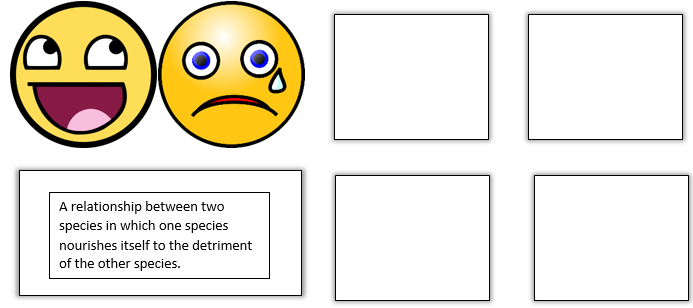 A relationship between two
species in which one species
nourishes itself to the detriment
of the other species.